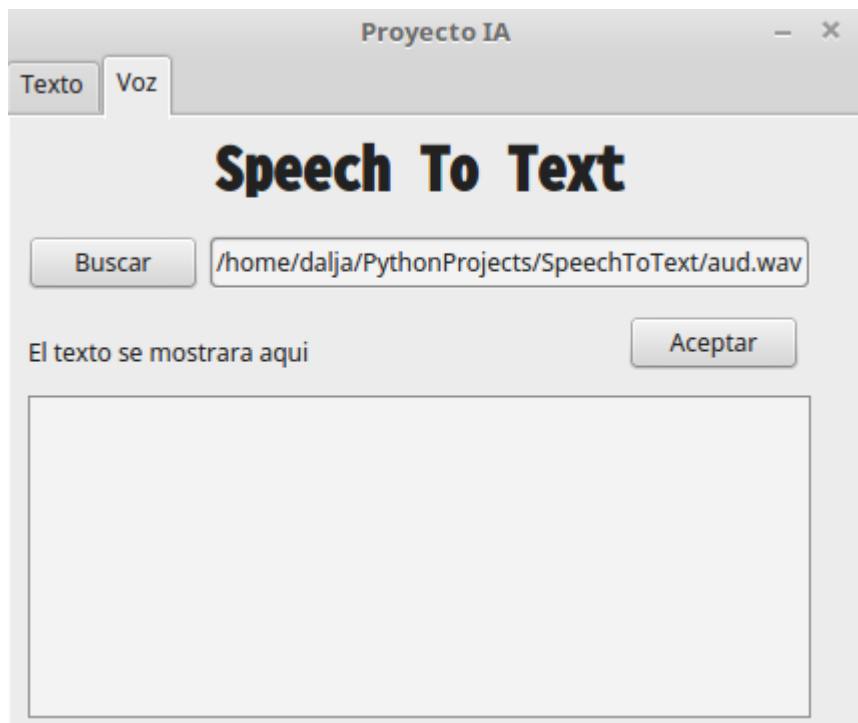 Proyecto IA
Texto Voz
Speech To Text
Buscar /home/dalja/PythonProjects/SpeechToText/aud.wav
El texto se mostrara aqui Aceptar